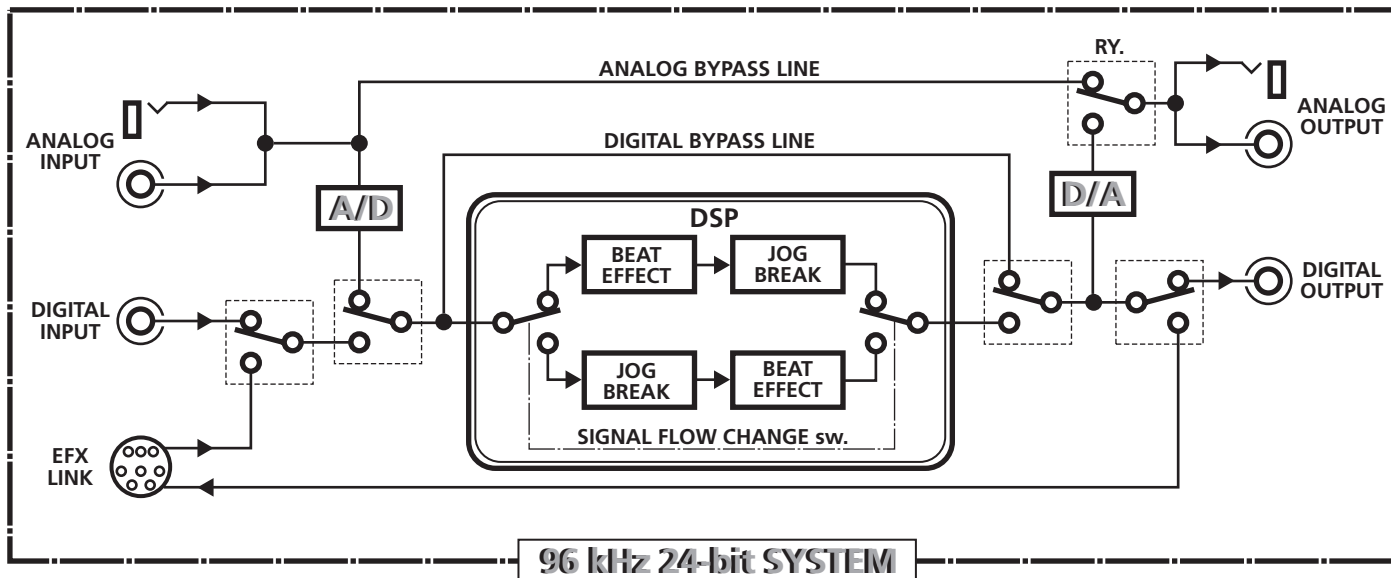 RY.
ANALOG BYPASS LINE
ANALOG
INPUT
ANALOG
OUTPUT
DIGITAL BYPASS LINE
A/D
D/A
DSP
BEAT
EFFECT
JOG
BREAK
DIGITAL
INPUT
DIGITAL
OUTPUT
JOG
BREAK
BEAT
EFFECT
SIGNAL FLOW CHANGE sw.
EFX
LINK
96 kHz 24-bit SYSTEM